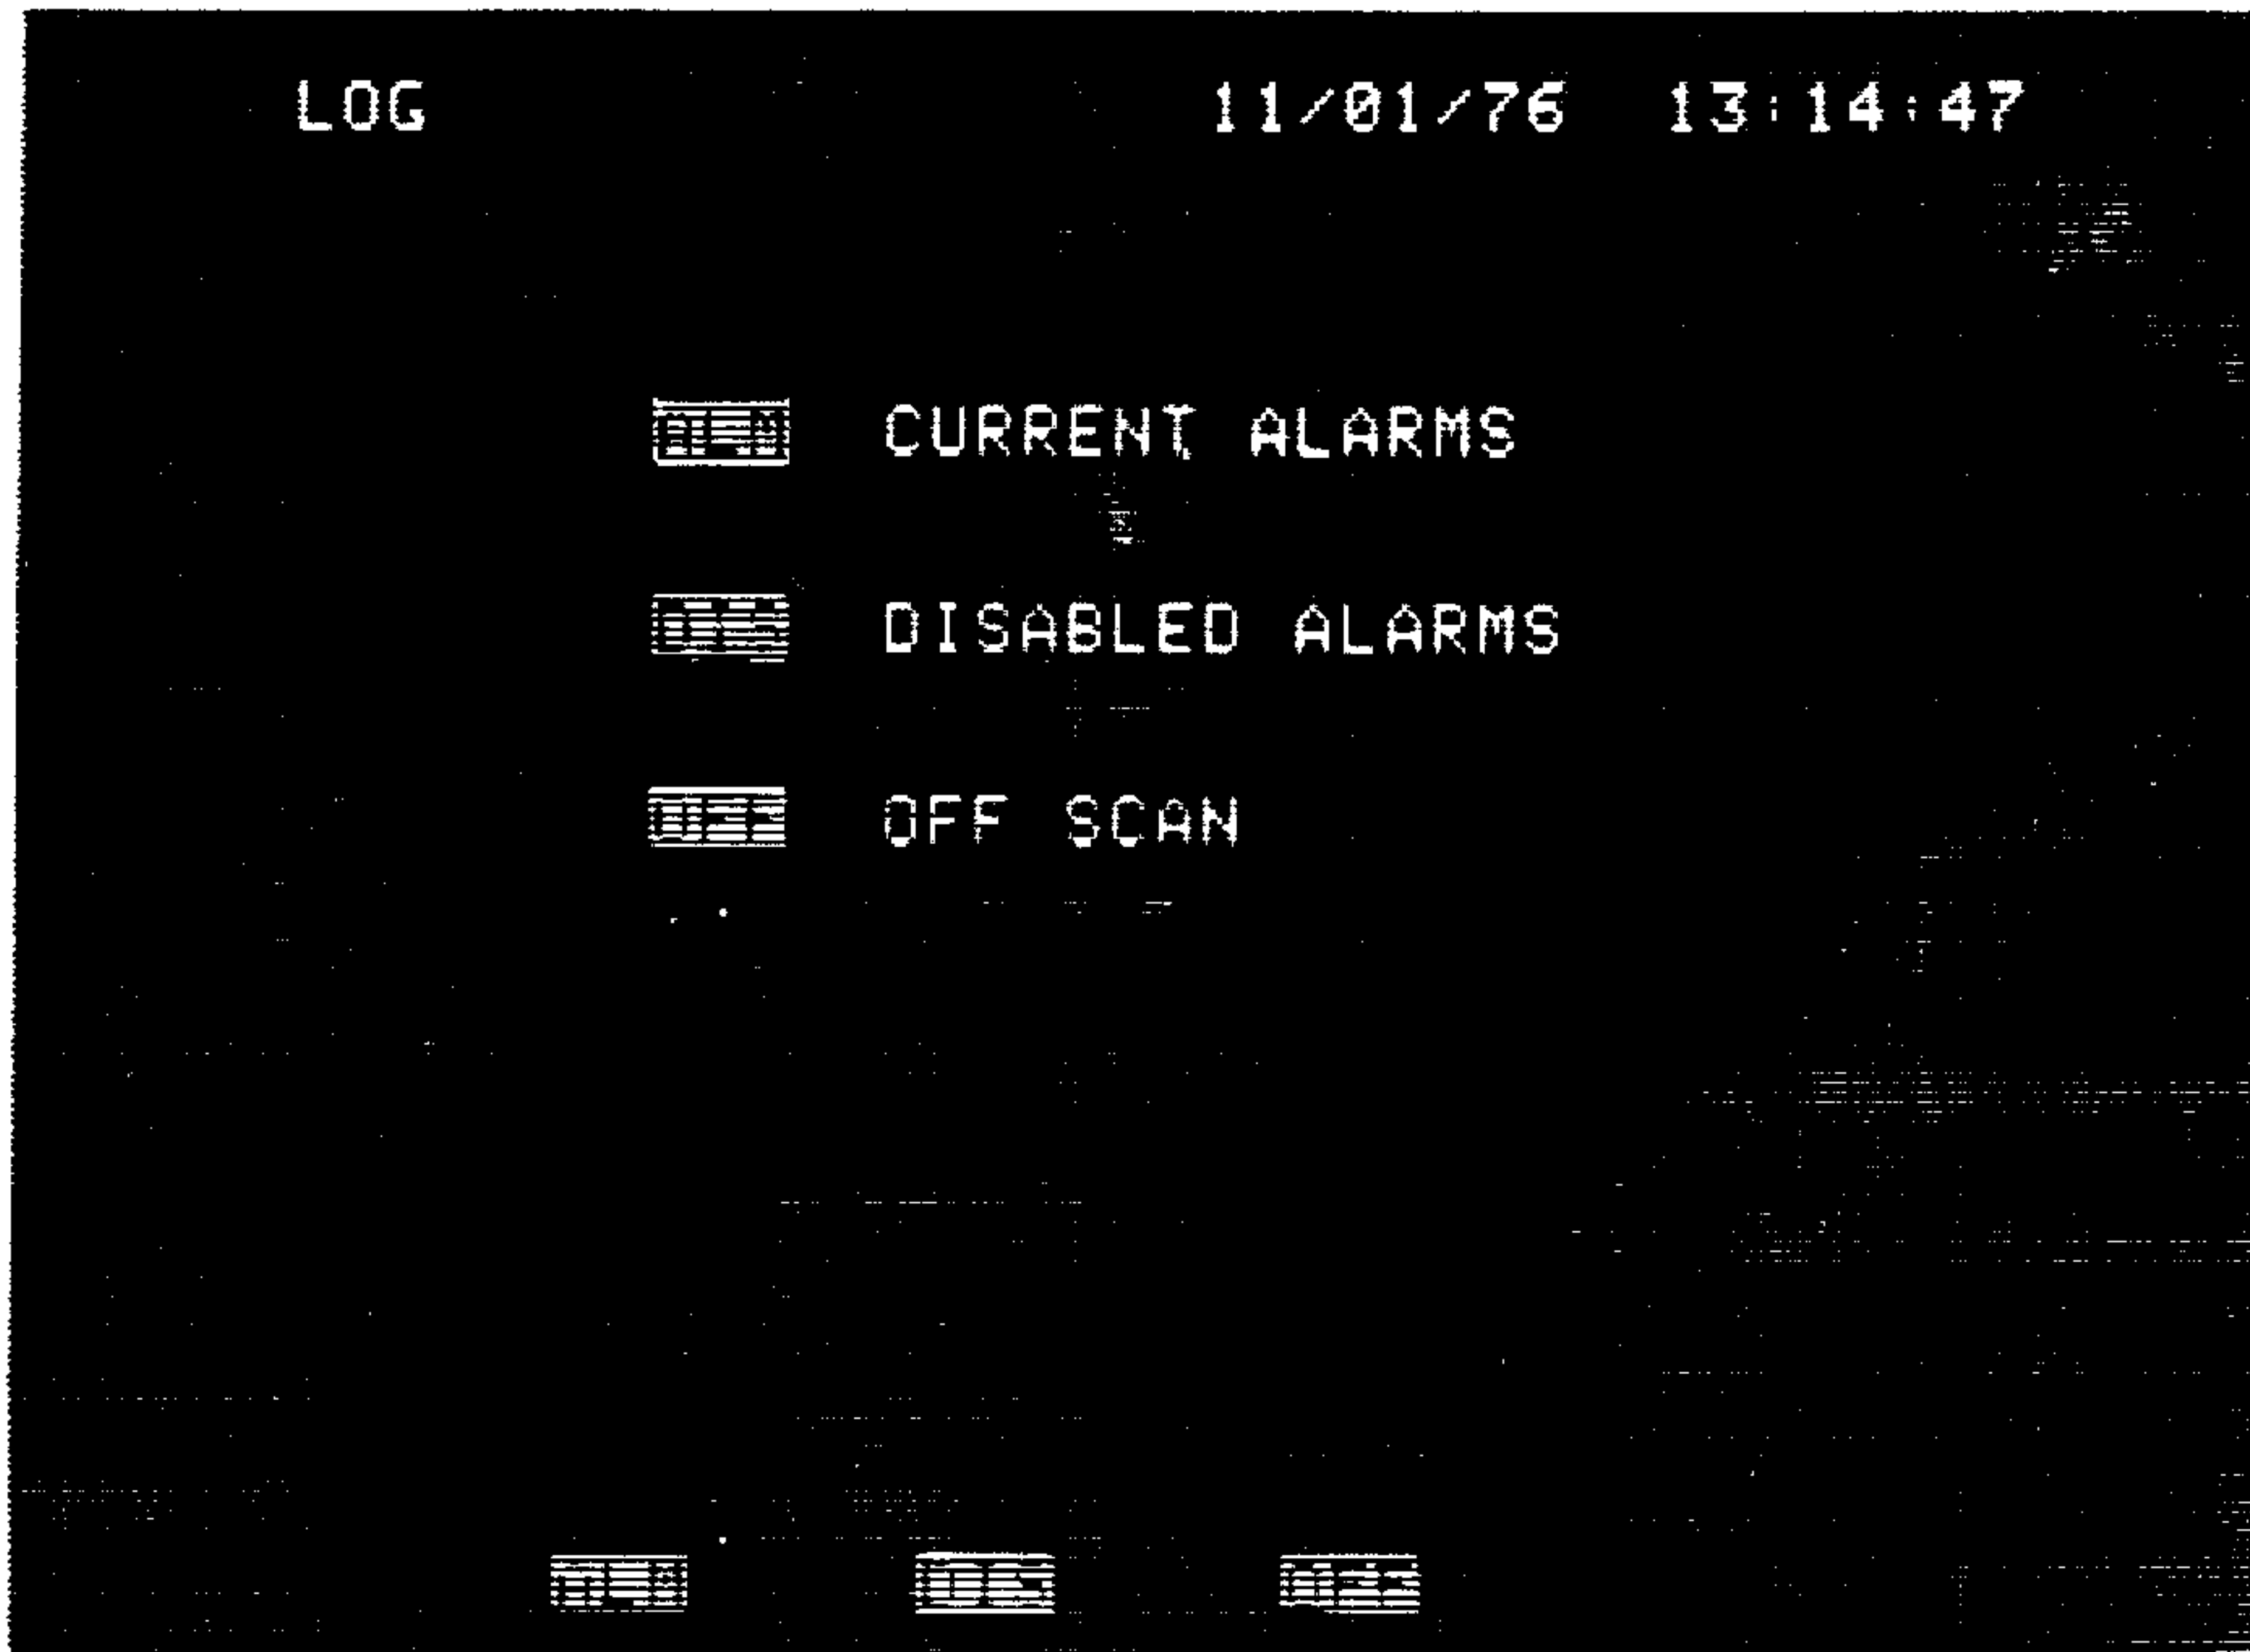 LOG 11/01/76 13:14:47
CURRENT ALARMS
DISABLED ALARMS
OFF SCAN